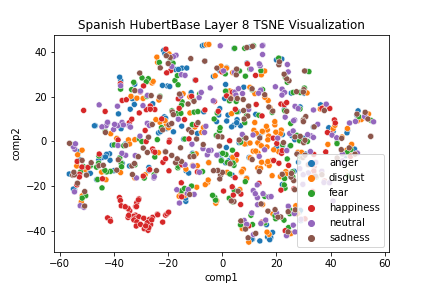 Spanish HubertBase Layer 8 TSNE Visualization
40
20
0
−20
−40
comp2
anger
disgust
fear
happiness
neutral
sadness
−60 −40 −20 0 20 40 60
comp1